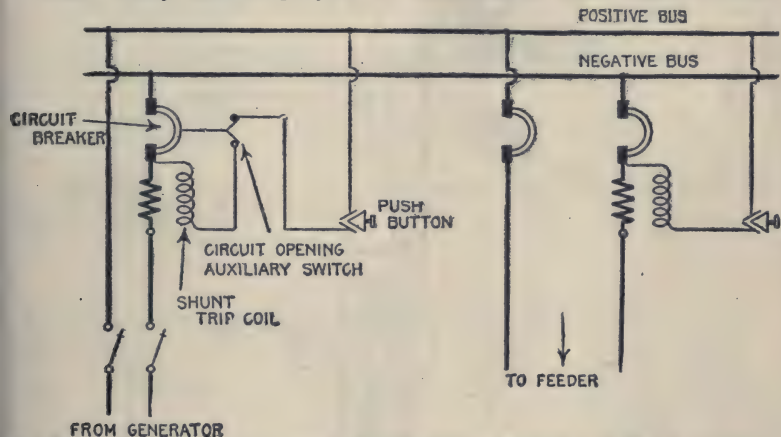 POSITIVE BUS
NEGATIVE BUS
CIRCUIT
BREAKER
PUSH
BUTTON
CIRCUIT OPENING
AUXILIARY SWITCH
SHUNT
TRIP COIL
TO FEEDER
FROM GENERATOR